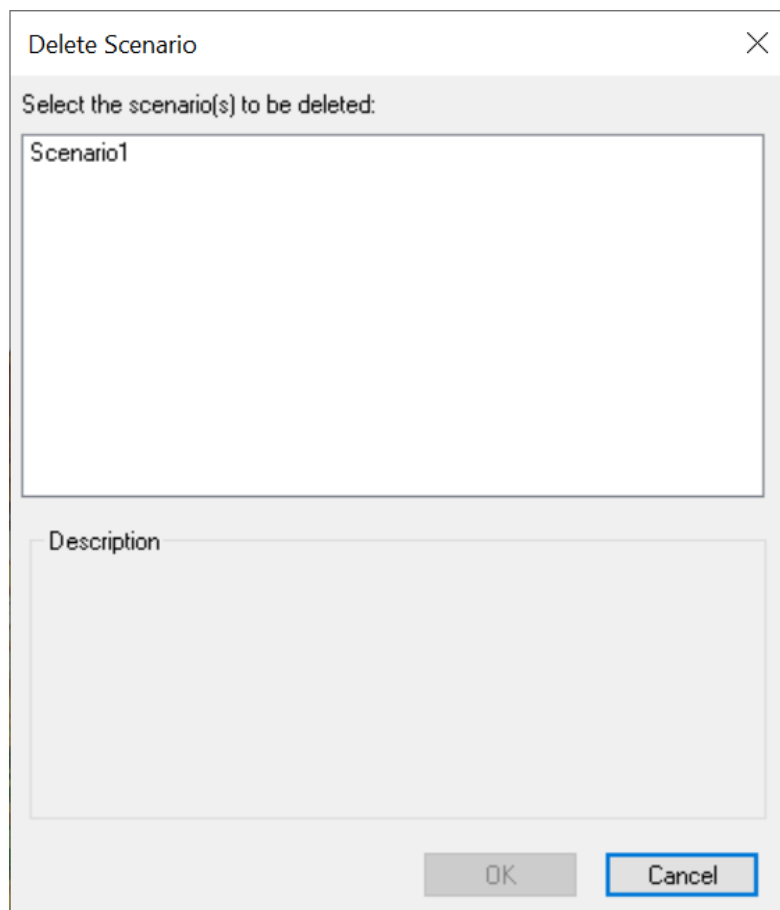 Delete Scenario
Select the scenario(s) to be deleted:
Scenario1
Description
OK
Cancel